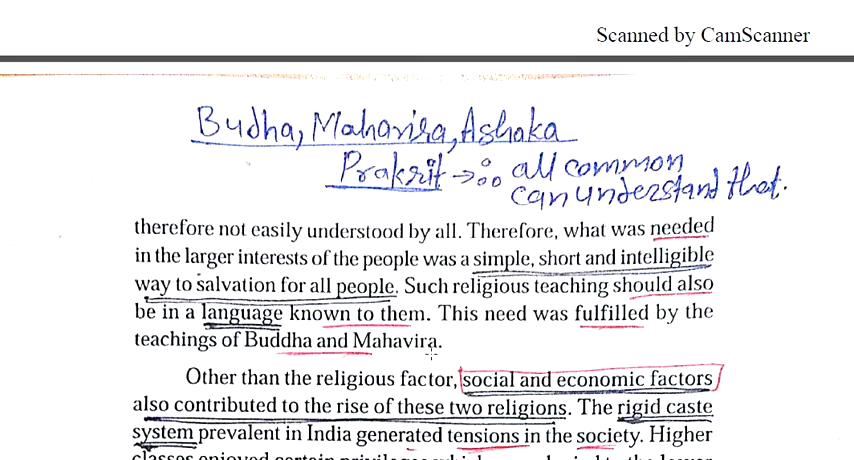 Scanned by CamScanner
Budha, Mahavira, Ashaka
Prakrit → ∵ all common
can understand that.
therefore not easily understood by all. Therefore, what was needed
in the larger interests of the people was a simple, short and intelligible
way to salvation for all people. Such religious teaching should also
be in a language known to them. This need was fulfilled by the
teachings of Buddha and Mahavira.
Other than the religious factor, social and economic factors
also contributed to the rise of these two religions. The rigid caste
system prevalent in India generated tensions in the society. Higher
classes enjoyed certain